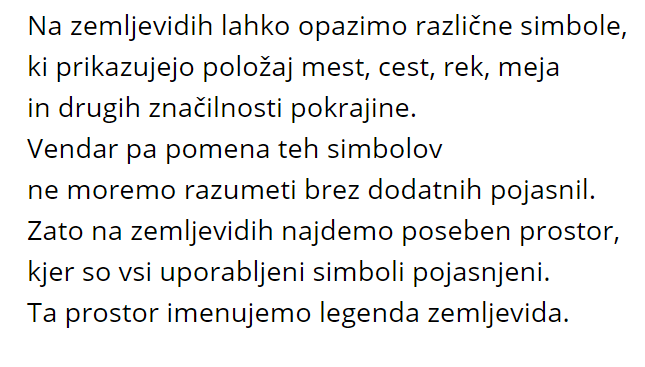 Na zemljevidih lahko opazimo različne simbole,
ki prikazujejo položaj mest, cest, rek, meja
in drugih značilnosti pokrajine.
Vendar pa pomena teh simbolov
ne moremo razumeti brez dodatnih pojasnil.
Zato na zemljevidih najdemo poseben prostor,
kjer so vsi uporabljeni simboli pojasnjeni.
Ta prostor imenujemo legenda zemljevida.